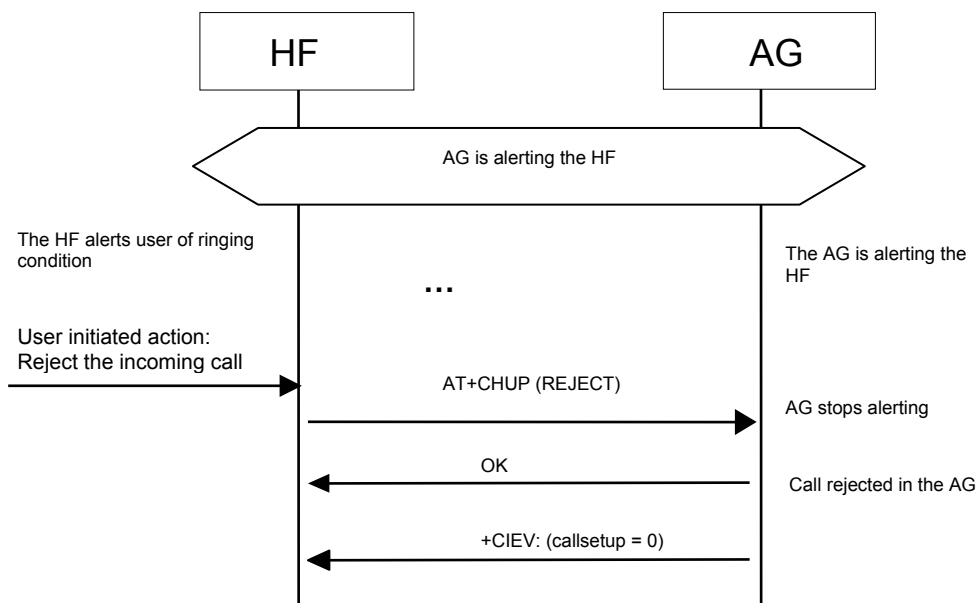 HF
AG
AG is alerting the HF
The HF alerts user of ringing
condition
The AG is alerting the
HF
...
User initiated action:
Reject the incoming call
AT+CHUP (REJECT)
AG stops alerting
OK
Call rejected in the AG
+CIEV: (callsetup = 0)